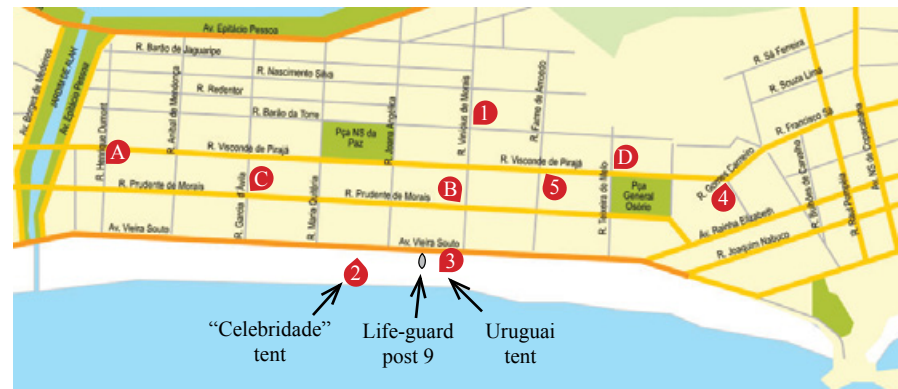 Av. Epitácio Pessoa
Av. Borges de Medeiros
JARDIM DE ALAH
Av. Epitácio Pessoa
R. Barão de Jaguaripe
R. Nascimento Silva
R. Redentor
R. Barão da Torre
R. Henrique Dumont
R. Aníbal de Mendonça
Pça NS da
Paz
R. Joana Angélica
R. Vinicius de Morais
R. Farme de Amoedo
R. Sá Ferreira
R. Souza Lima
R. Francisco Sá
1
A
R. Visconde de Pirajá
R. Visconde de Pirajá
D
C
B
5
4
R. Prudente de Morais
R. Prudente de Morais
R. Garcia d'Ávila
R. Maria Quitéria
R. Teixeira de Melo
Pça
General
Osório
R. Gomes Carneiro
Av. Rainha Elizabeth
R. Joaquim Nabuco
R. Bulhões de Carvalho
R. Raul Pompéia
Av. NS de Copacabana
Av. Vieira Souto
Av. Vieira Souto
2
3
“Celebridade”
tent
Life-guard
post 9
Uruguai
tent